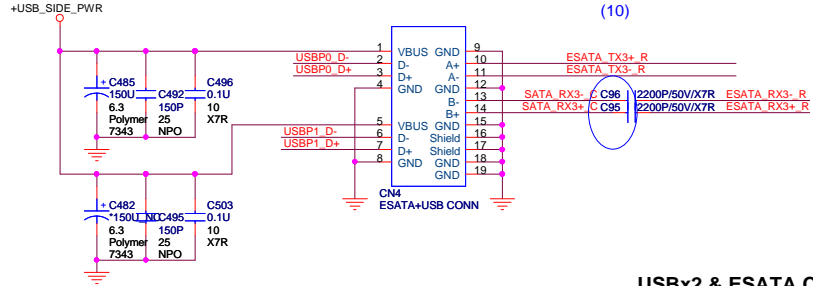 +USB_SIDE_PWR
(10)
1 VBUS GND 9
USBP0_D- 2 D- A+ 10 ESATA_TX3+_R
USBP0_D+ 3 D+ A- 11 ESATA_TX3-_R
4 GND GND 12
B- 13 SATA_RX3-_C C96 2200P/50V/X7R ESATA_RX3-_R
B+ 14 SATA_RX3+_C C95 2200P/50V/X7R ESATA_RX3+_R
5 VBUS GND 15
USBP1_D- 6 D- Shield 16
USBP1_D+ 7 D+ Shield 17
8 GND GND 18
GND 19
CN4
ESATA+USB CONN
+ C485
150U
6.3
Polymer
7343
C492
150P
25
NPO
C496
0.1U
10
X7R
+ C482
*150U_NC
6.3
Polymer
7343
C495
150P
25
NPO
C503
0.1U
10
X7R
USBx2 & ESATA C